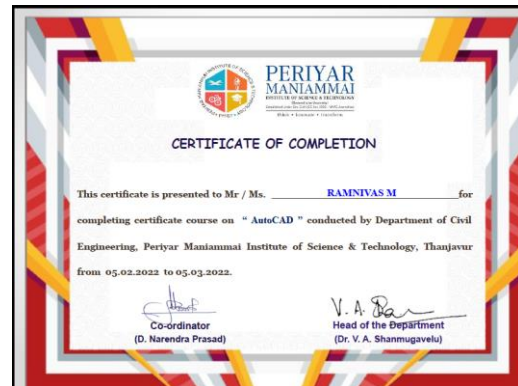 PERIYAR
MANIAMMAI
INSTITUTE OF SCIENCE & TECHNOLOGY
CERTIFICATE OF COMPLETION
This certificate is presented to Mr / Ms. RAMNIVAS M for
completing certificate course on “ AutoCAD ” conducted by Department of Civil
Engineering, Periyar Maniammai Institute of Science & Technology, Thanjavur
from 05.02.2022 to 05.03.2022.
V. A.
Co-ordinator
(D. Narendra Prasad)
Head of the Department
(Dr. V. A. Shanmugavelu)